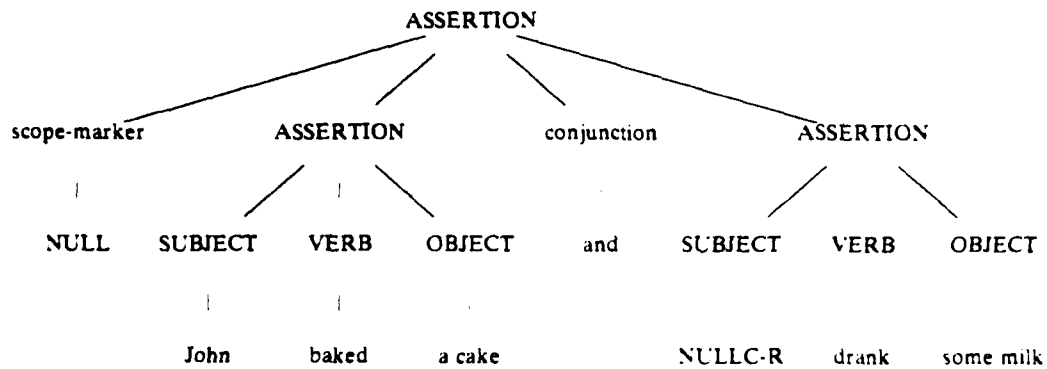 ASSERTION
scope-marker ASSERTION conjunction ASSERTION
NULL SUBJECT VERB OBJECT and SUBJECT VERB OBJECT
John baked a cake NULLC-R drank some milk